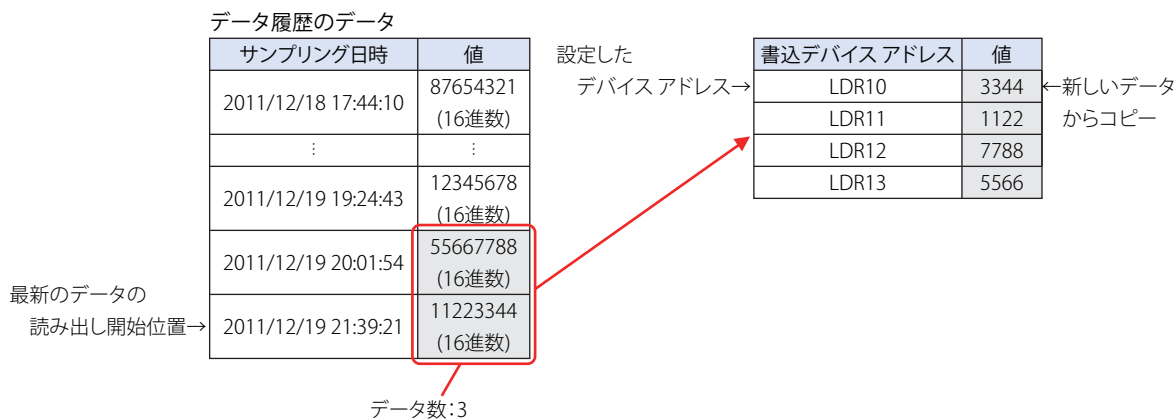 データ履歴のデータ
サンプリング日時 値
2011/12/18 17:44:10 87654321
(16進数)
⋮ ⋮
2011/12/19 19:24:43 12345678
(16進数)
2011/12/19 20:01:54 55667788
(16進数)
最新のデータの
読み出し開始位置→ 2011/12/19 21:39:21 11223344
(16進数)
データ数:3
設定した
デバイス アドレス→
書込デバイス アドレス 値
LDR10 3344
LDR11 1122
LDR12 7788
LDR13 5566
←新しいデータ
からコピー